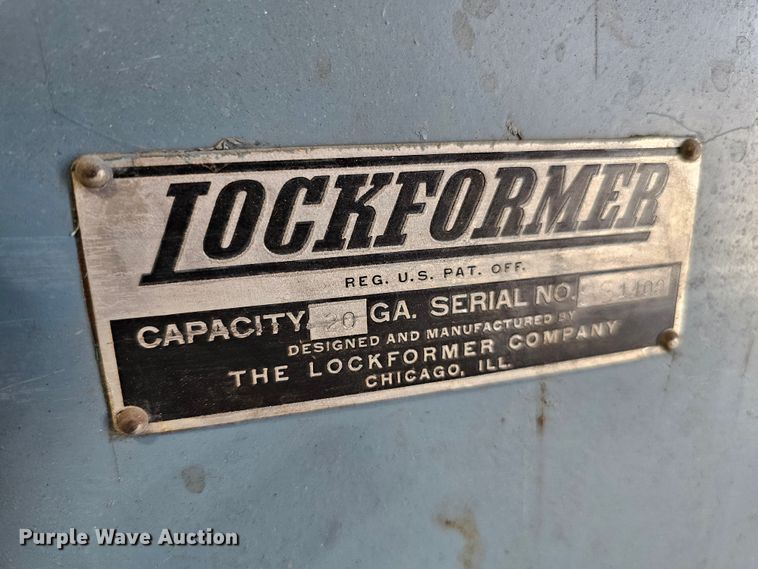 LOCKFORMER
REG. U.S. PAT. OFF.
CAPACITY 20 GA. SERIAL NO.
DESIGNED AND MANUFACTURED BY
THE LOCKFORMER COMPANY
CHICAGO, ILL.
Purple Wave Auction